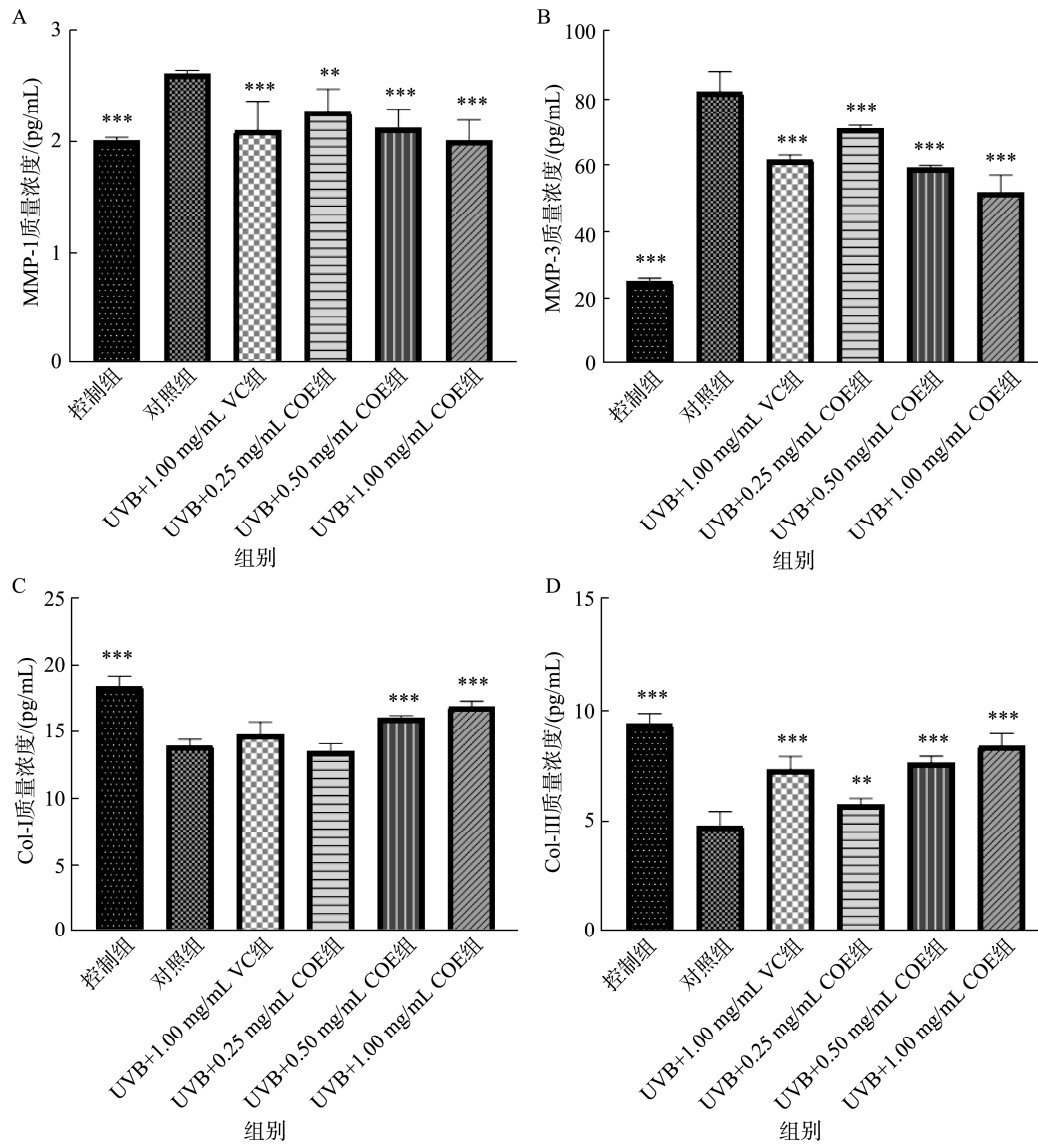 A
MMP-1质量浓度/(pg/mL)
3
2
1
0
***
***
**
***
***
控制组
对照组
UVB+1.00 mg/mL VC组
UVB+0.25 mg/mL COE组
UVB+0.50 mg/mL COE组
UVB+1.00 mg/mL COE组
组别
B
MMP-3质量浓度/(pg/mL)
100
80
60
40
20
0
***
***
***
***
***
控制组
对照组
UVB+1.00 mg/mL VC组
UVB+0.25 mg/mL COE组
UVB+0.50 mg/mL COE组
UVB+1.00 mg/mL COE组
组别
C
Col-I质量浓度/(pg/mL)
25
20
15
10
5
0
***
***
***
控制组
对照组
UVB+1.00 mg/mL VC组
UVB+0.25 mg/mL COE组
UVB+0.50 mg/mL COE组
UVB+1.00 mg/mL COE组
组别
D
Col-III质量浓度/(pg/mL)
15
10
5
0
***
***
**
***
***
控制组
对照组
UVB+1.00 mg/mL VC组
UVB+0.25 mg/mL COE组
UVB+0.50 mg/mL COE组
UVB+1.00 mg/mL COE组
组别